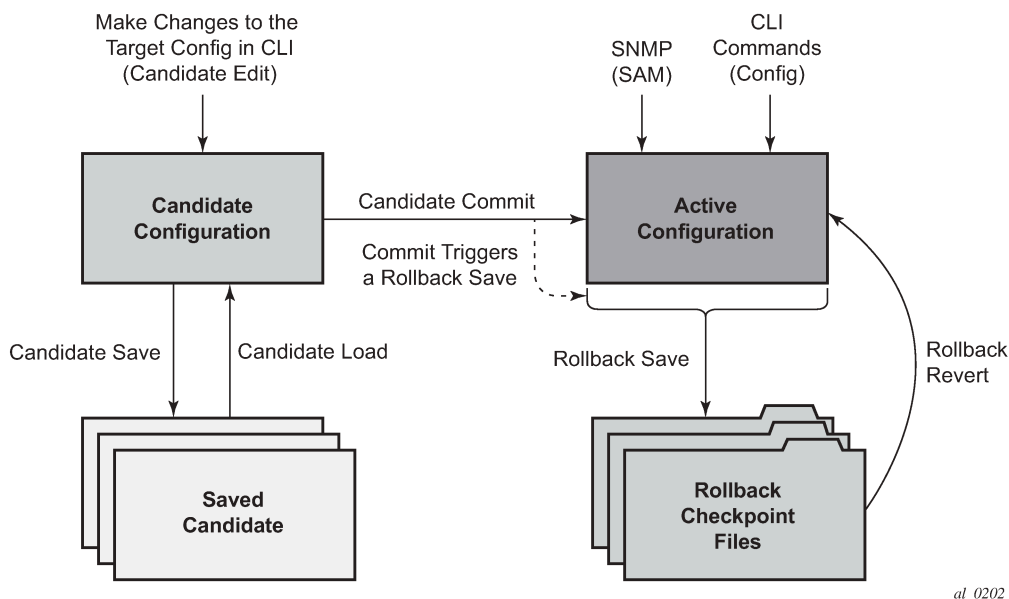 Make Changes to the
Target Config in CLI
(Candidate Edit)
SNMP
(SAM)
CLI
Commands
(Config)
Candidate
Configuration
Candidate Commit
Commit Triggers
a Rollback Save
Active
Configuration
Candidate Save
Candidate Load
Rollback Save
Rollback
Revert
Saved
Candidate
Rollback
Checkpoint
Files
al_0202